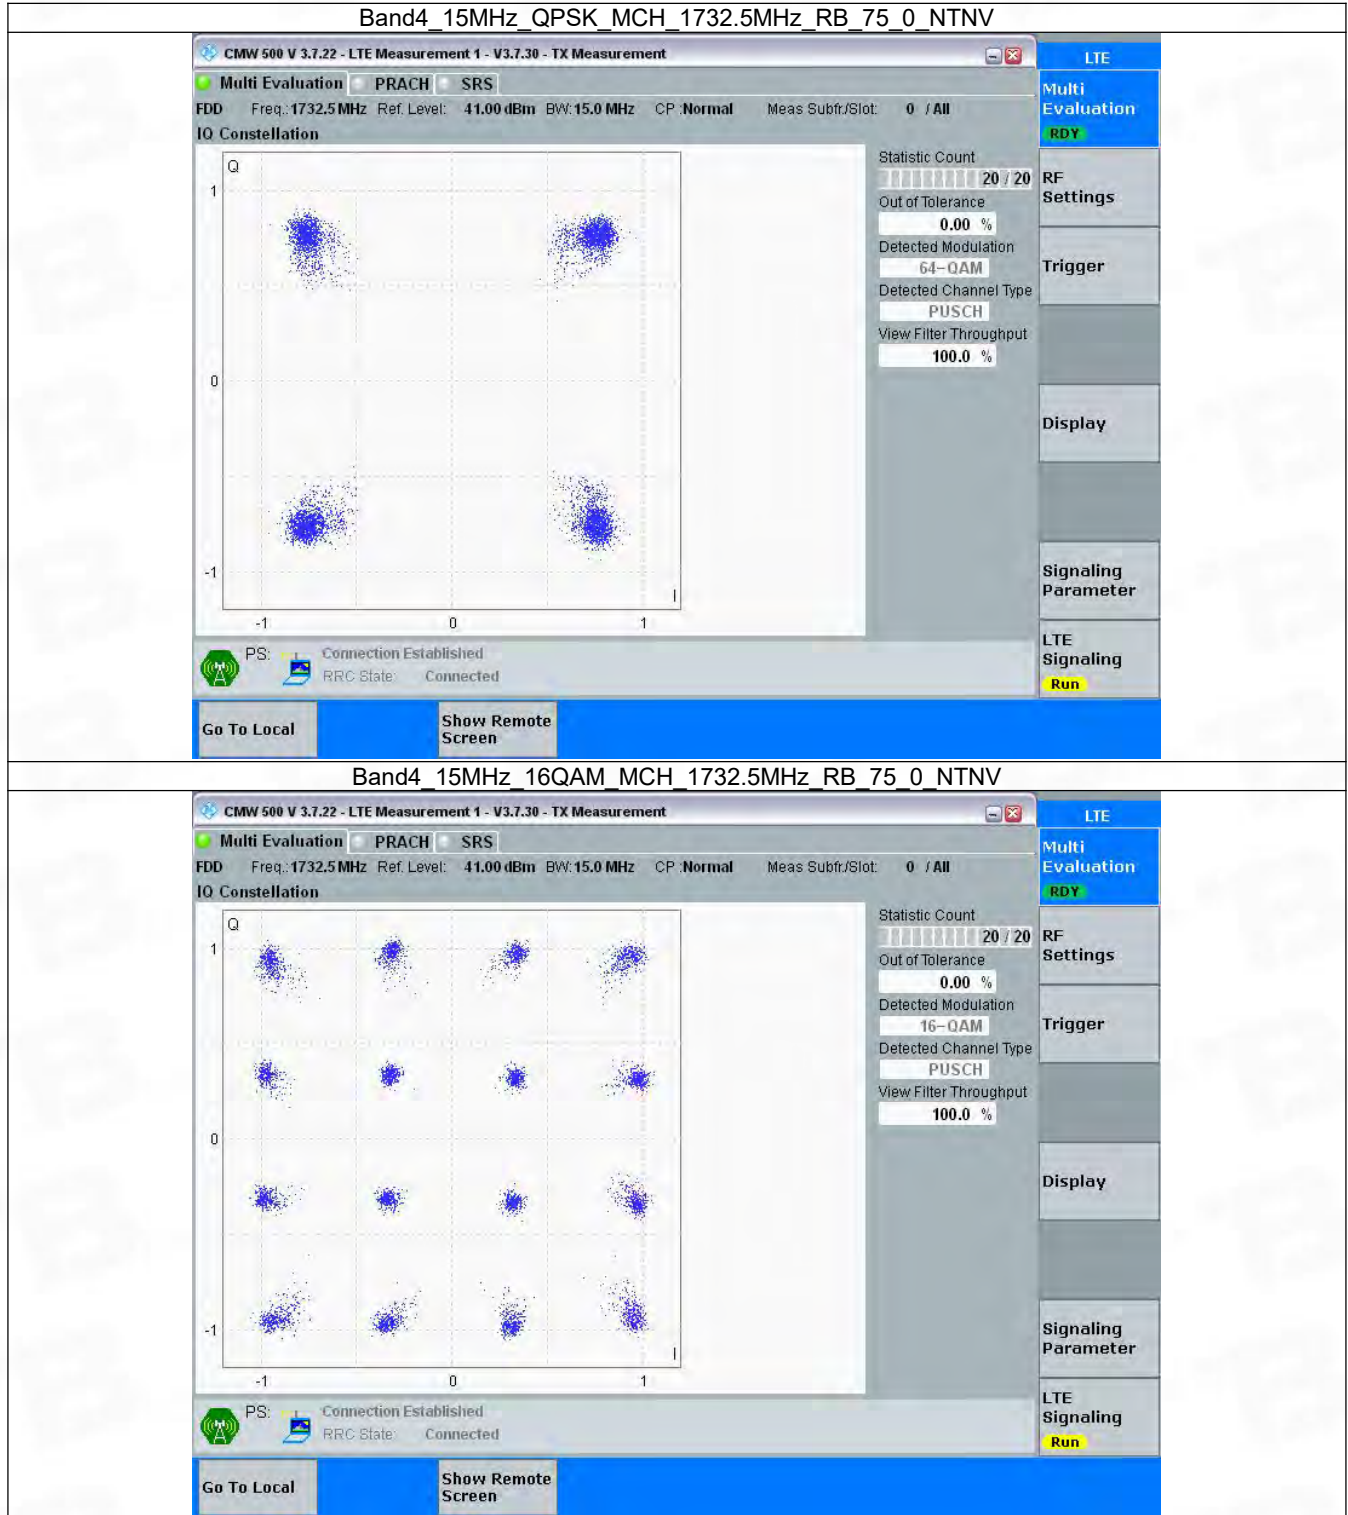 Band4_15MHz_QPSK_MCH_1732.5MHz_RB_75_0_NTNV
CMW 500 V 3.7.22 - LTE Measurement 1 - V3.7.30 - TX Measurement
LTE
Multi Evaluation PRACH SRS
Multi
Evaluation
RDY
FDD Freq.: 1732.5 MHz Ref. Level: 41.00 dBm BW: 15.0 MHz CP :Normal Meas Subfr./Slot: 0 / All
IQ Constellation
Q
1
0
-1
-1 0 1
I
Statistic Count
20 / 20
Out of Tolerance
0.00 %
Detected Modulation
64-QAM
Detected Channel Type
PUSCH
View Filter Throughput
100.0 %
RF
Settings
Trigger
Display
Signaling
Parameter
LTE
Signaling
Run
PS: Connection Established
RRC State: Connected
Go To Local
Show Remote
Screen
Band4_15MHz_16QAM_MCH_1732.5MHz_RB_75_0_NTNV
CMW 500 V 3.7.22 - LTE Measurement 1 - V3.7.30 - TX Measurement
LTE
Multi Evaluation PRACH SRS
Multi
Evaluation
RDY
FDD Freq.: 1732.5 MHz Ref. Level: 41.00 dBm BW: 15.0 MHz CP :Normal Meas Subfr./Slot: 0 / All
IQ Constellation
Q
1
0
-1
-1 0 1
I
Statistic Count
20 / 20
Out of Tolerance
0.00 %
Detected Modulation
16-QAM
Detected Channel Type
PUSCH
View Filter Throughput
100.0 %
RF
Settings
Trigger
Display
Signaling
Parameter
LTE
Signaling
Run
PS: Connection Established
RRC State: Connected
Go To Local
Show Remote
Screen